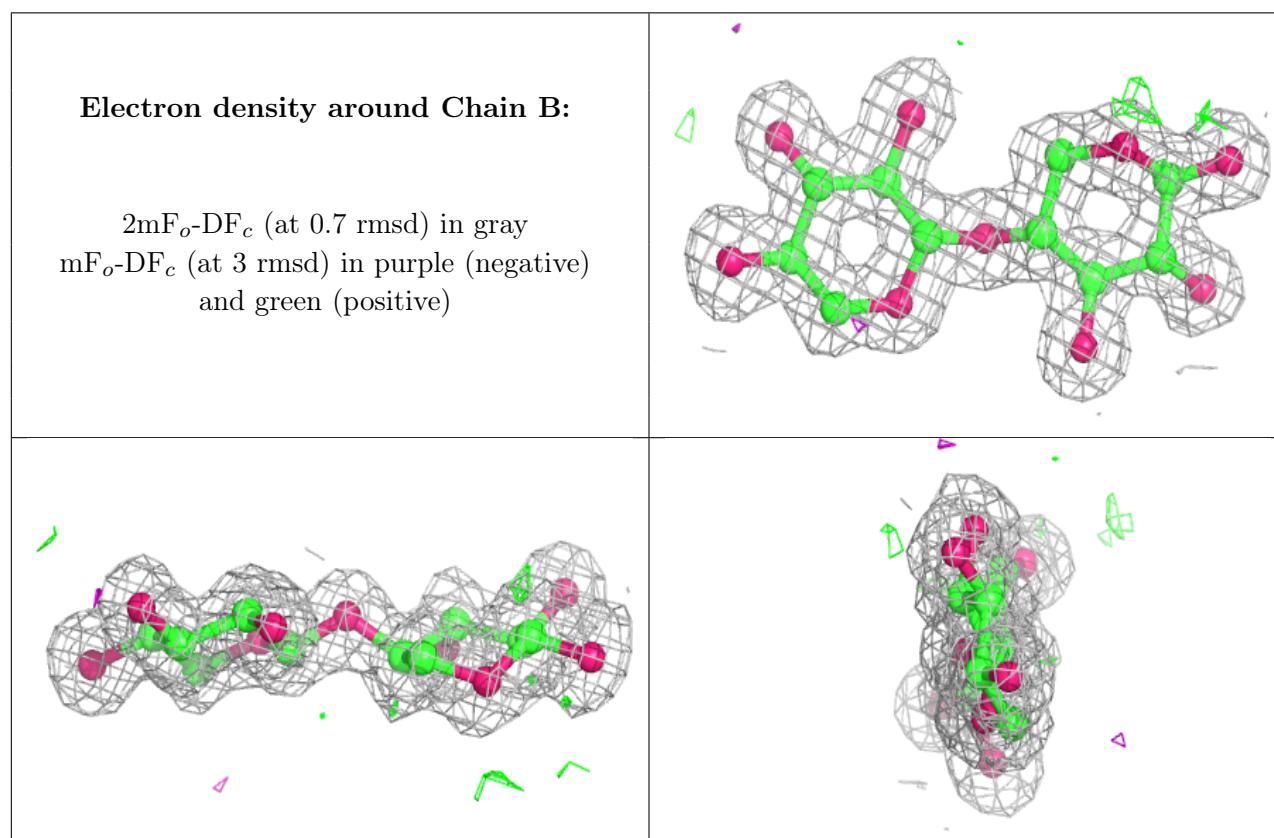 Electron density around Chain B:
2mFo-DFc (at 0.7 rmsd) in gray
mFo-DFc (at 3 rmsd) in purple (negative)
and green (positive)